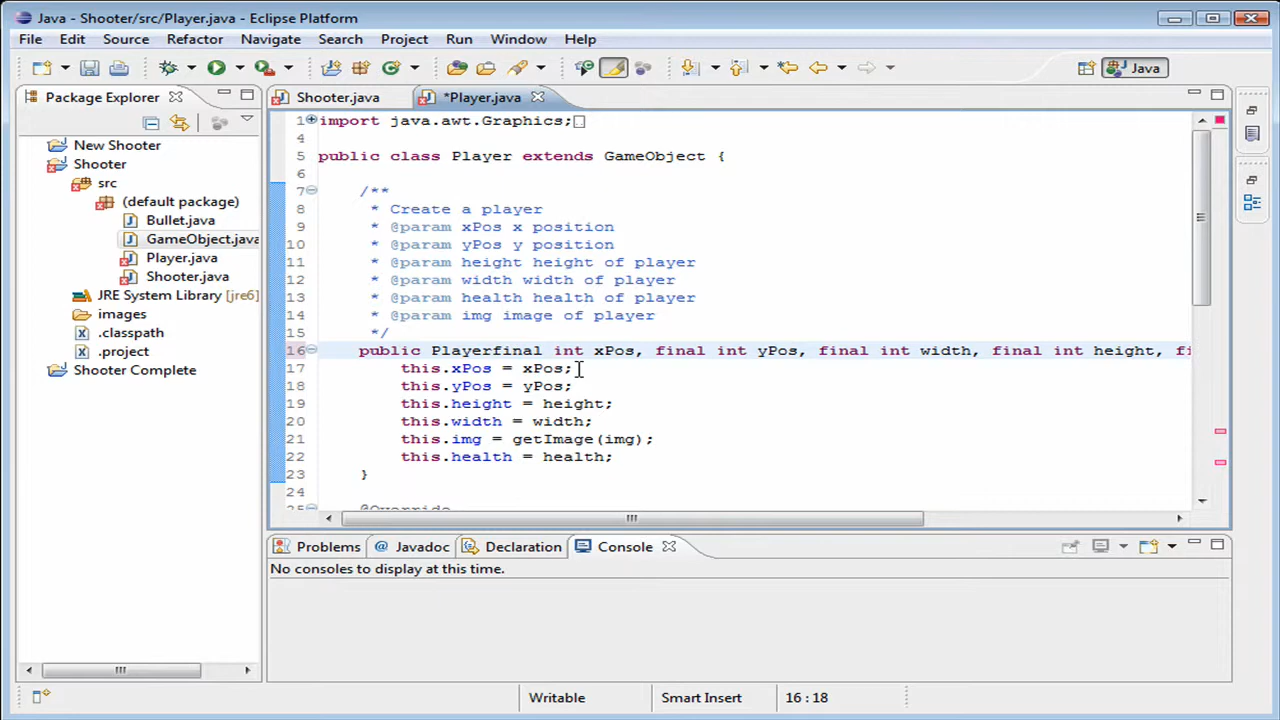 Java - Shooter/src/Player.java - Eclipse Platform
File Edit Source Refactor Navigate Search Project Run Window Help
Java
Package Explorer
New Shooter
Shooter
src
(default package)
Bullet.java
GameObject.java
Player.java
Shooter.java
JRE System Library [jre6]
images
.classpath
.project
Shooter Complete
Shooter.java *Player.java
1 import java.awt.Graphics;
4
5 public class Player extends GameObject {
6
7 /**
8 * Create a player
9 * @param xPos x position
10 * @param yPos y position
11 * @param height height of player
12 * @param width width of player
13 * @param health health of player
14 * @param img image of player
15 */
16 public Playerfinal int xPos, final int yPos, final int width, final int height, fi
17 this.xPos = xPos;
18 this.yPos = yPos;
19 this.height = height;
20 this.width = width;
21 this.img = getImage(img);
22 this.health = health;
23 }
24
25 @Override
Problems @ Javadoc Declaration Console
No consoles to display at this time.
Writable Smart Insert 16 : 18